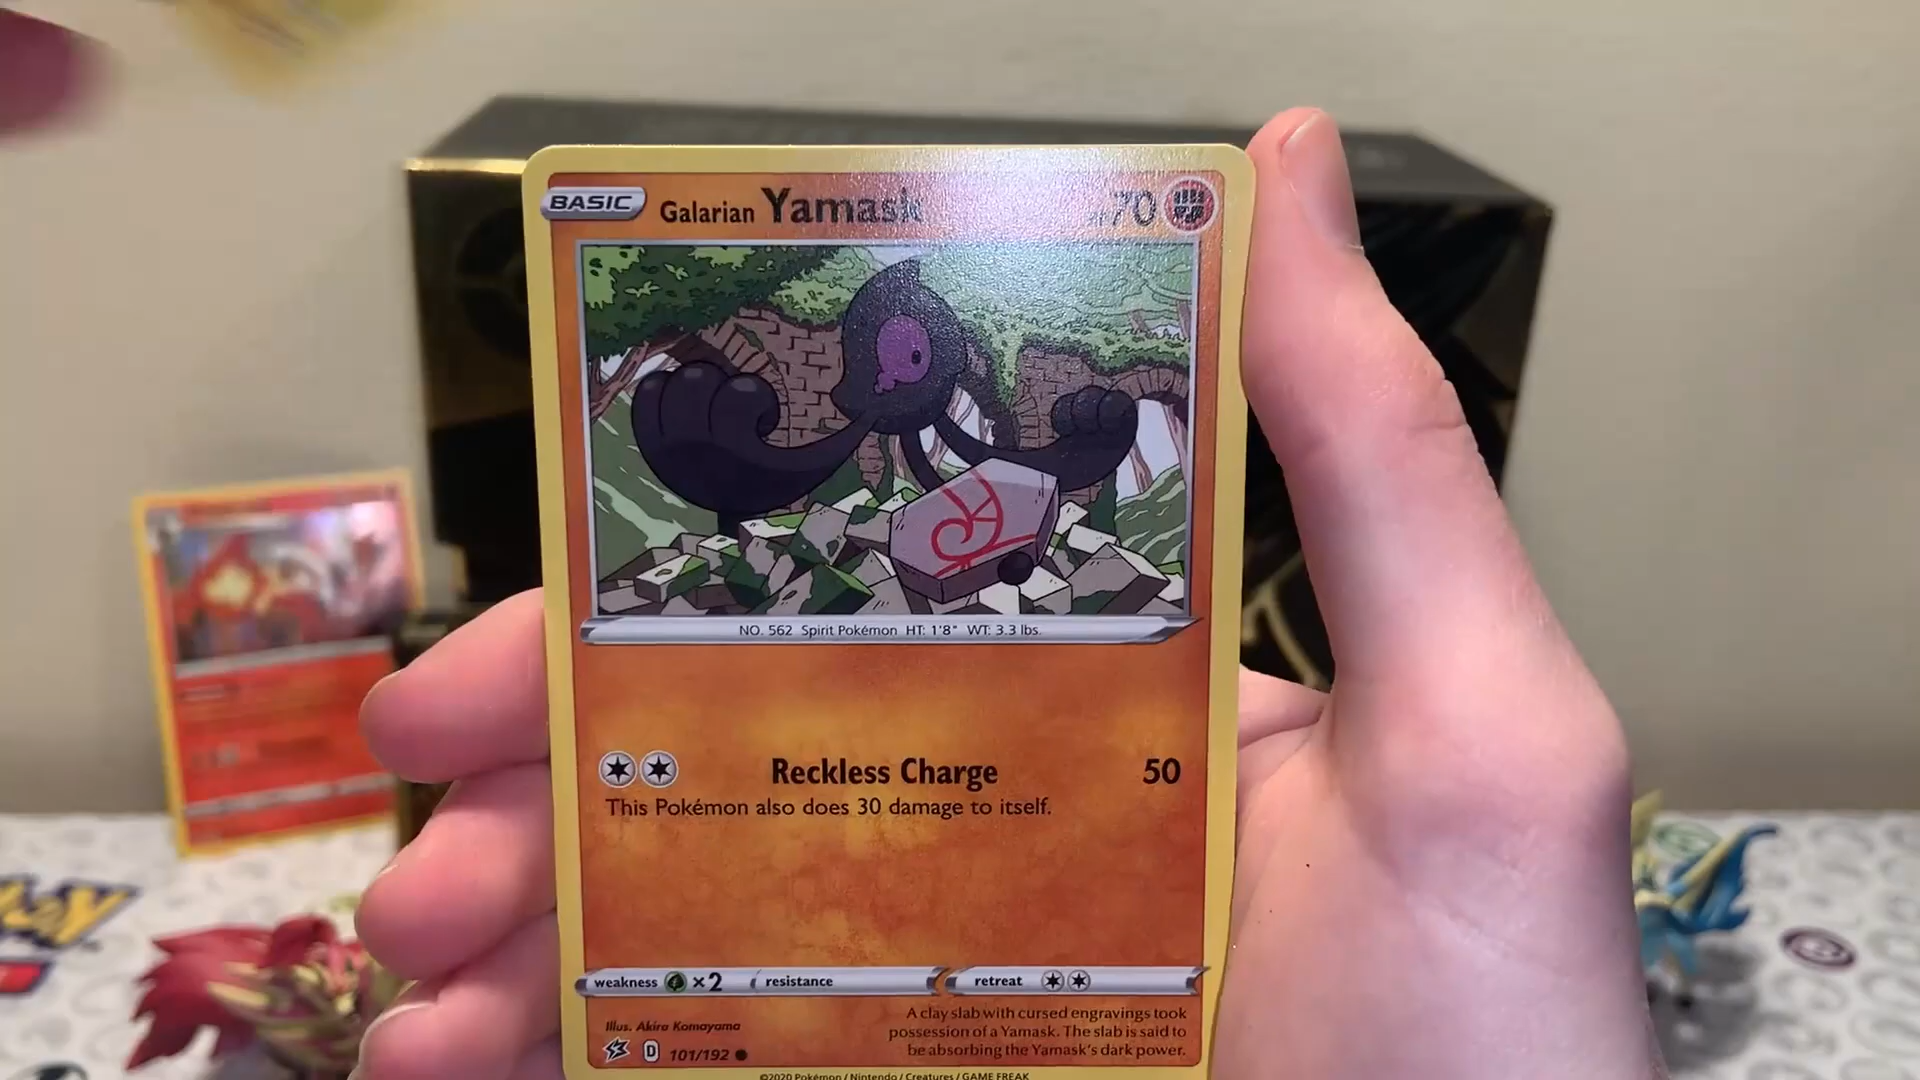 BASIC Galarian Yamask 70
NO. 562 Spirit Pokémon HT: 1'8" WT: 3.3 lbs.
Reckless Charge 50
This Pokémon also does 30 damage to itself.
weakness ×2 resistance retreat
A clay slab with cursed engravings took
possession of a Yamask. The slab is said to
be absorbing the Yamask's dark power.
Illus. Akira Komayama
D 101/192
©2020 Pokémon / Nintendo / Creatures / GAME FREAK